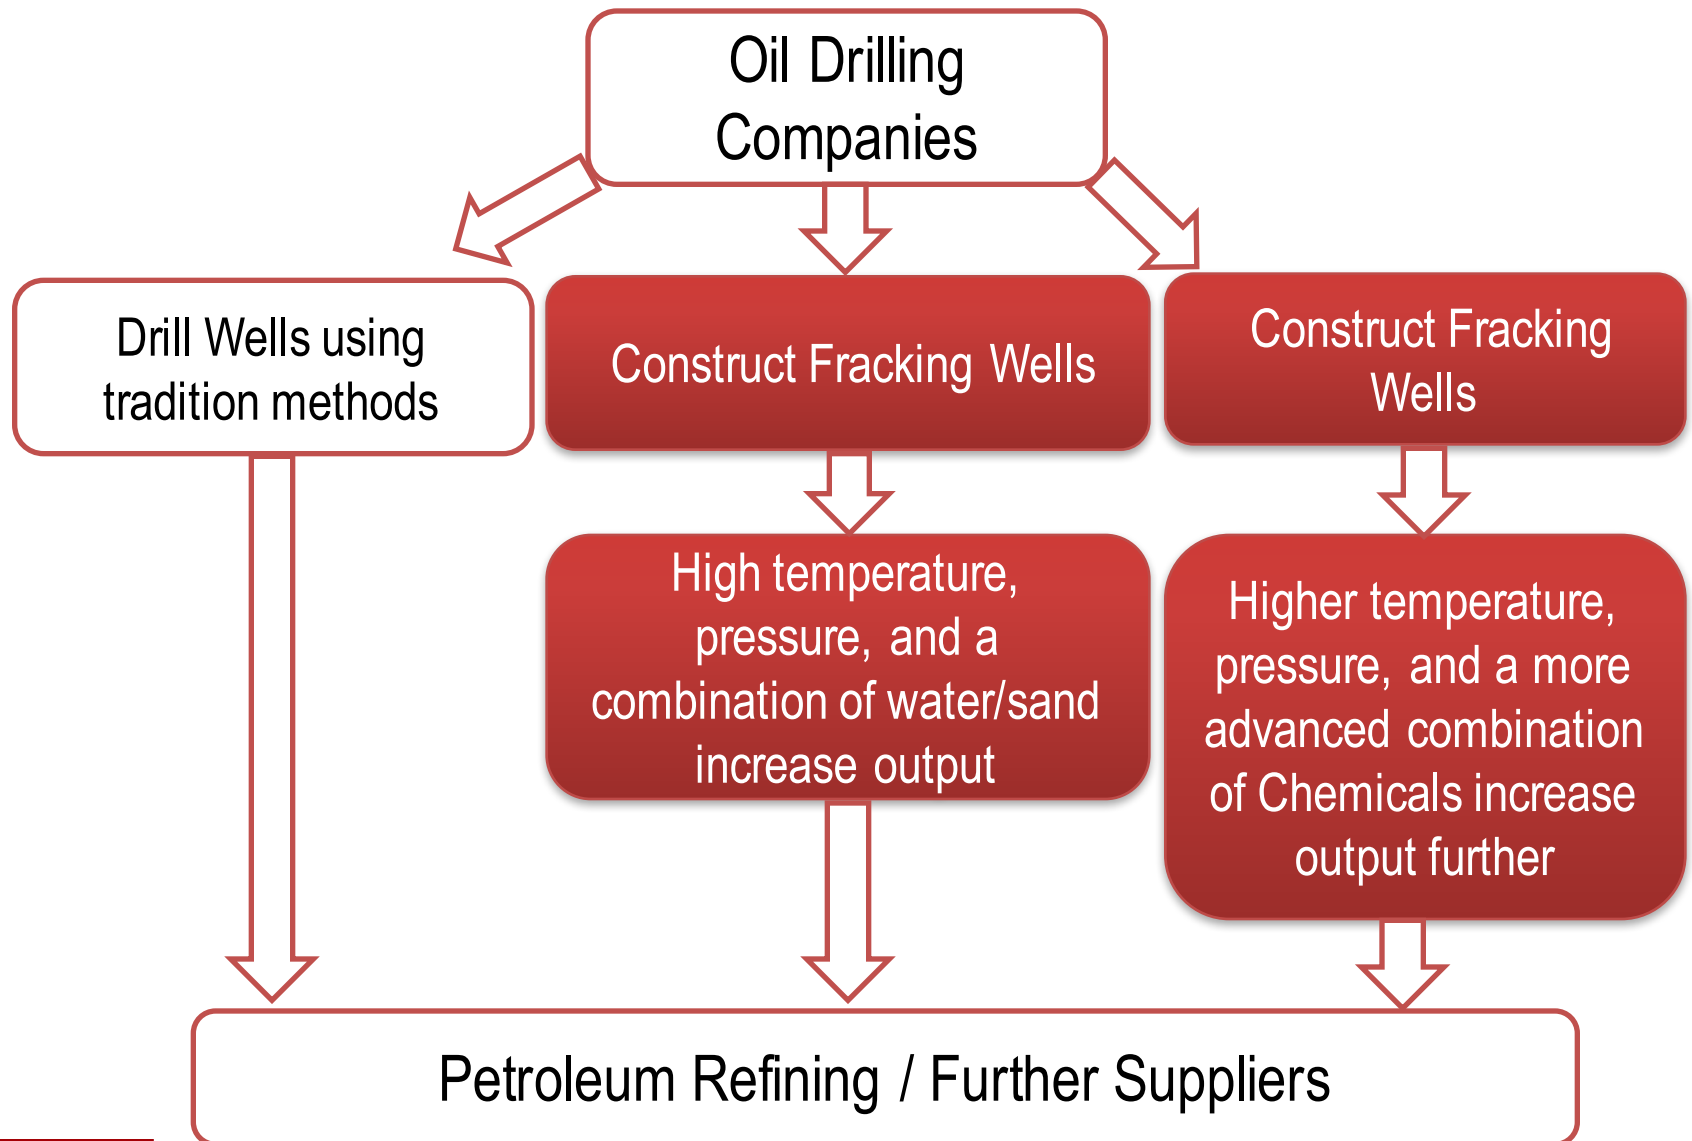 Oil Drilling
Companies
Drill Wells using
tradition methods
Construct Fracking Wells
Construct Fracking
Wells
High temperature,
pressure, and a
combination of water/sand
increase output
Higher temperature,
pressure, and a more
advanced combination
of Chemicals increase
output further
Petroleum Refining / Further Suppliers